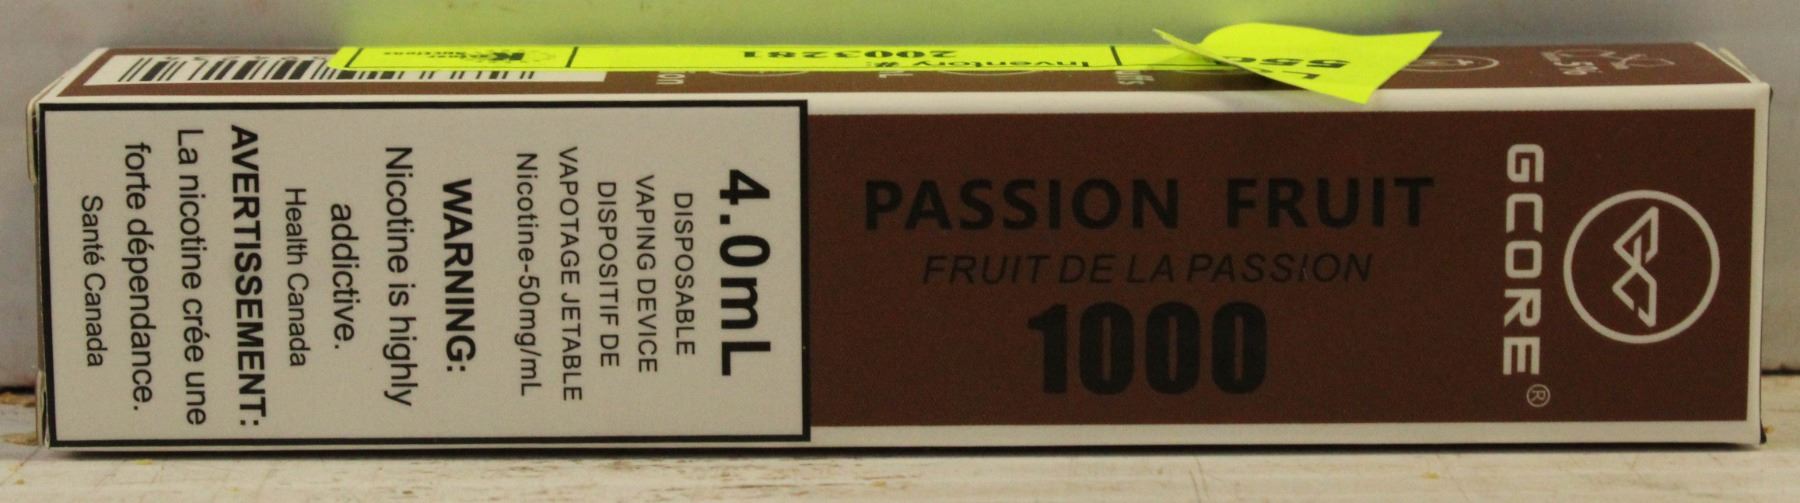 Inventory #:
2003281
5%
GCORE®
PASSION FRUIT
FRUIT DE LA PASSION
1000
4.0mL
DISPOSABLE
VAPING DEVICE
DISPOSITIF DE
VAPOTAGE JETABLE
Nicotine-50mg/mL
WARNING:
Nicotine is highly
addictive.
Health Canada
AVERTISSEMENT:
La nicotine crée une
forte dépendance.
Santé Canada